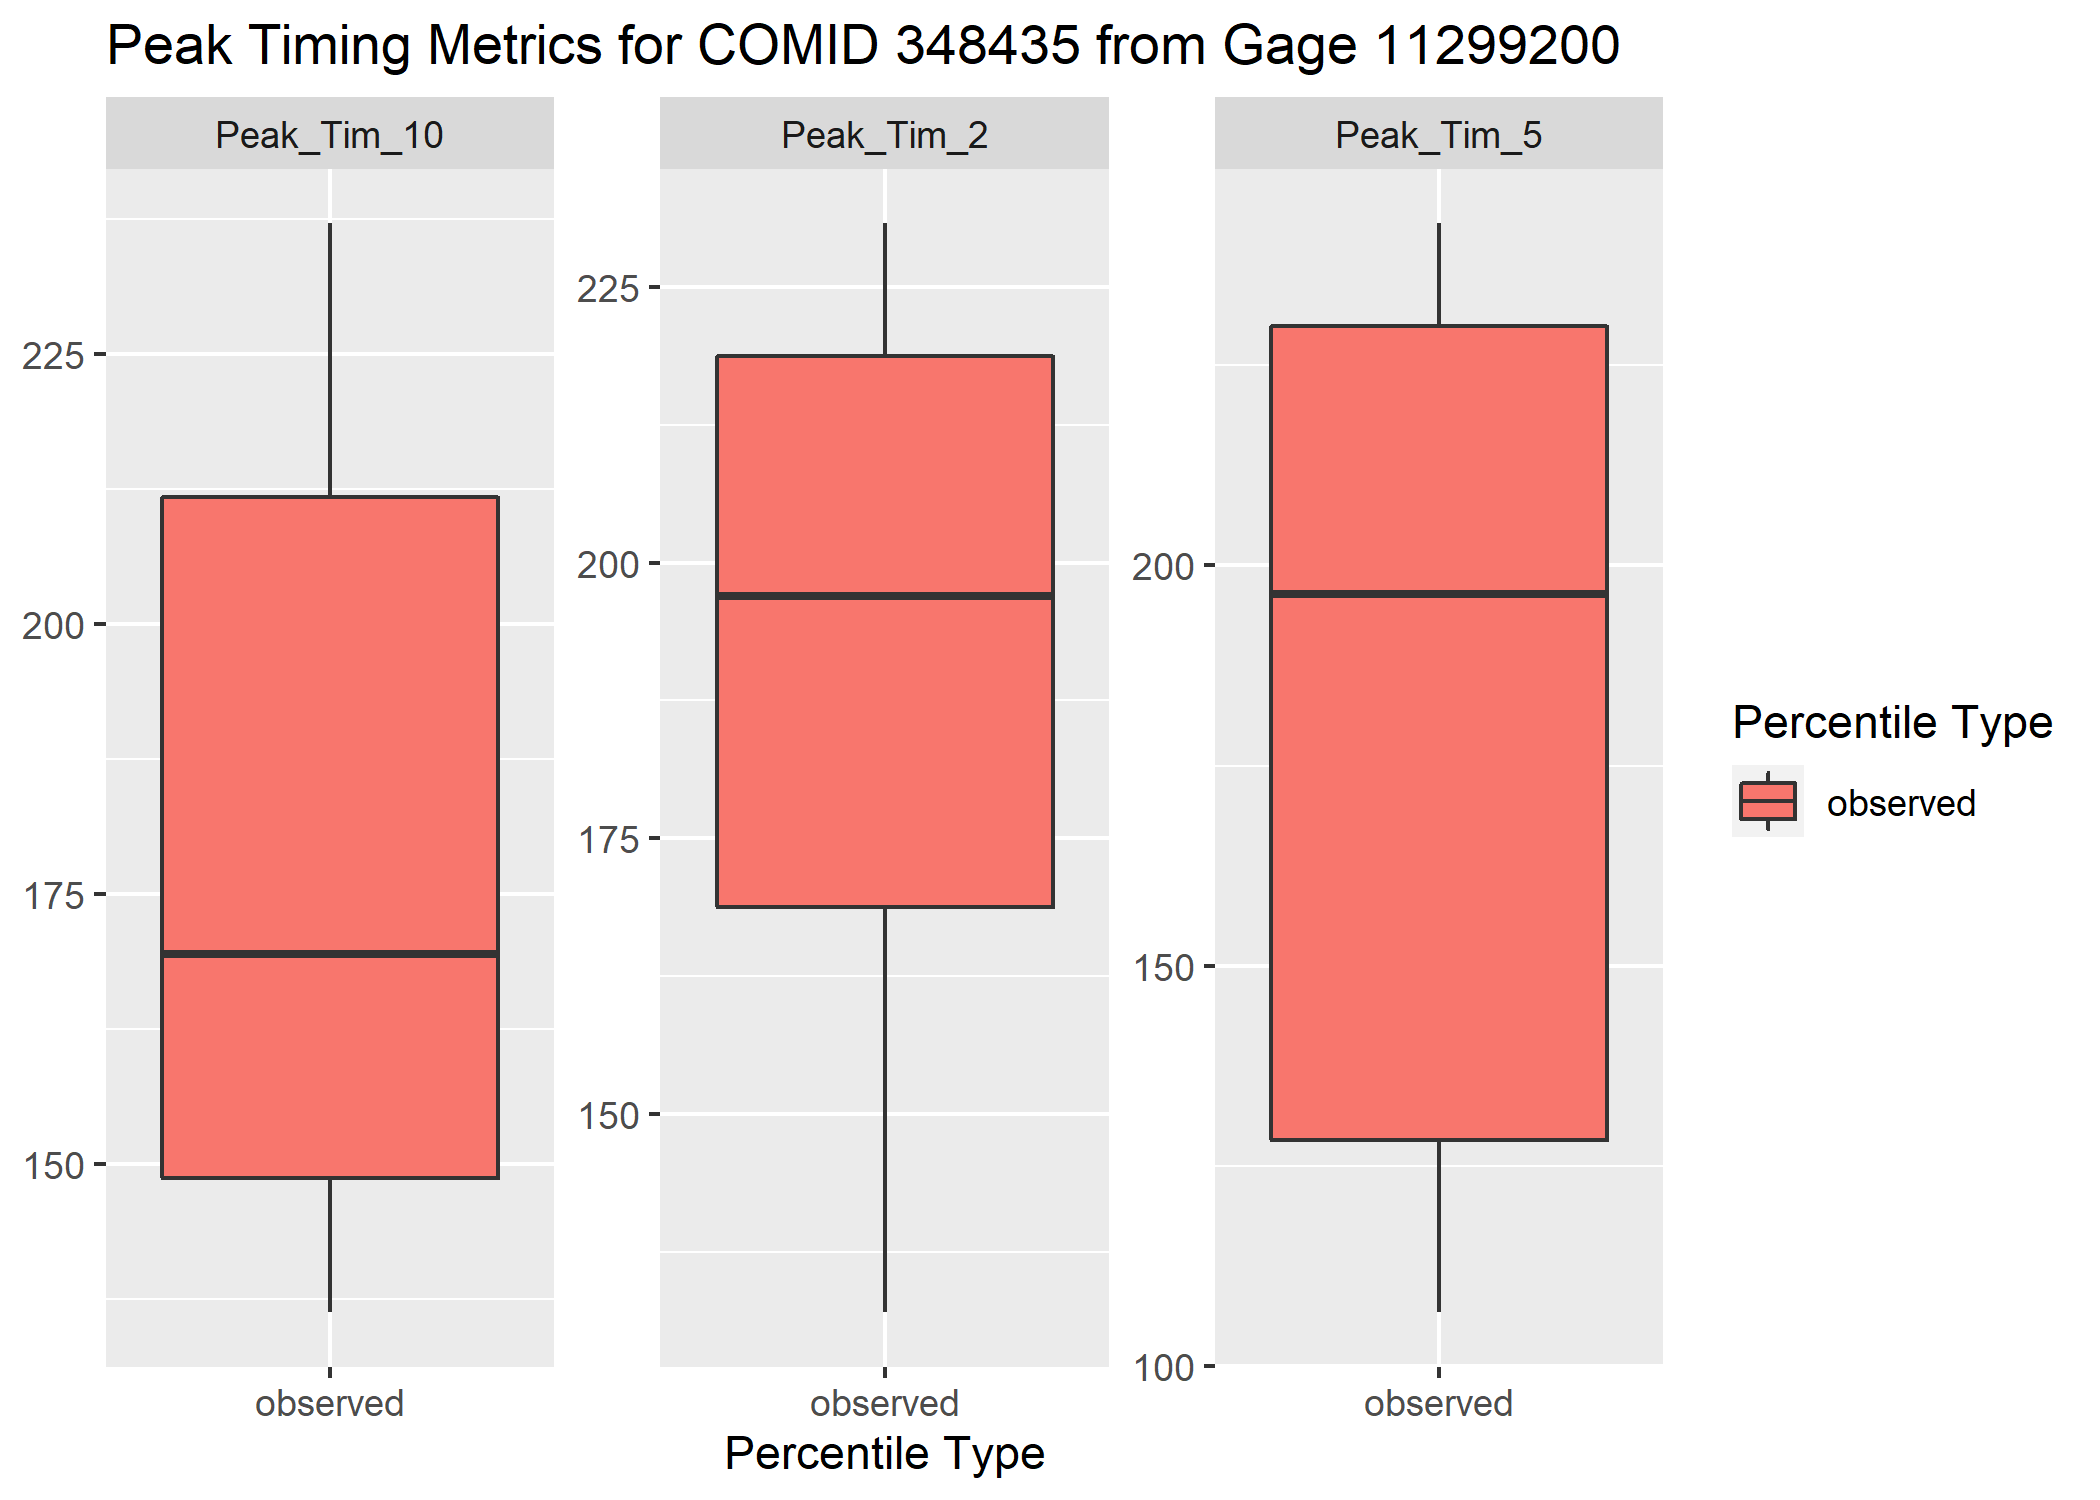 Peak Timing Metrics for COMID 348435 from Gage 11299200
Peak_Tim_10
Peak_Tim_2
Peak_Tim_5
225
200
175
150
225
200
175
150
200
150
100
observed
observed
observed
Percentile Type
Percentile Type
observed